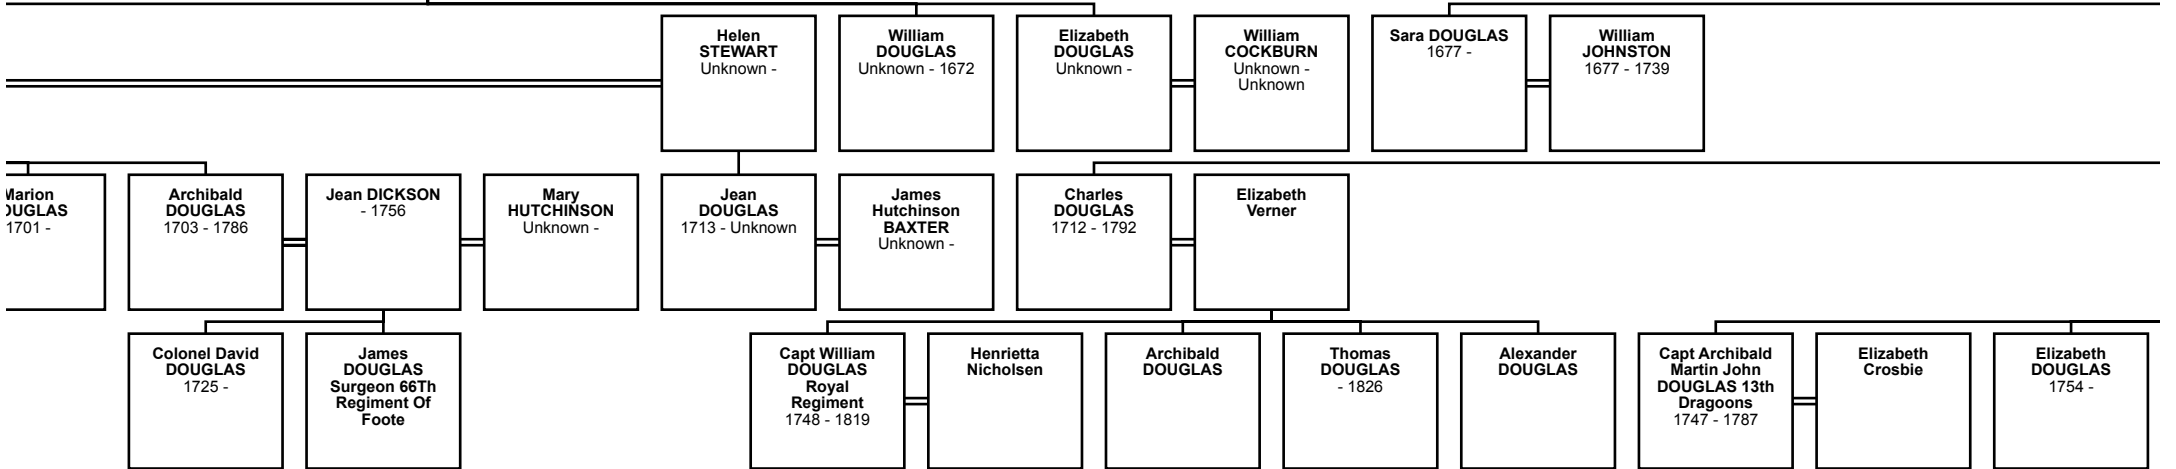 Helen
STEWART
Unknown -
William
DOUGLAS
Unknown - 1672
Elizabeth
DOUGLAS
Unknown -
William
COCKBURN
Unknown -
Unknown
Sara DOUGLAS
1677 -
William
JOHNSTON
1677 - 1739
Marion
DOUGLAS
1701 -
Archibald
DOUGLAS
1703 - 1786
Jean DICKSON
- 1756
Mary
HUTCHINSON
Unknown -
Jean
DOUGLAS
1713 - Unknown
James
Hutchinson
BAXTER
Unknown -
Charles
DOUGLAS
1712 - 1792
Elizabeth
Verner
Colonel David
DOUGLAS
1725 -
James
DOUGLAS
Surgeon 66Th
Regiment Of
Foote
Capt William
DOUGLAS
Royal
Regiment
1748 - 1819
Henrietta
Nicholsen
Archibald
DOUGLAS
Thomas
DOUGLAS
- 1826
Alexander
DOUGLAS
Capt Archibald
Martin John
DOUGLAS 13th
Dragoons
1747 - 1787
Elizabeth
Crosbie
Elizabeth
DOUGLAS
1754 -